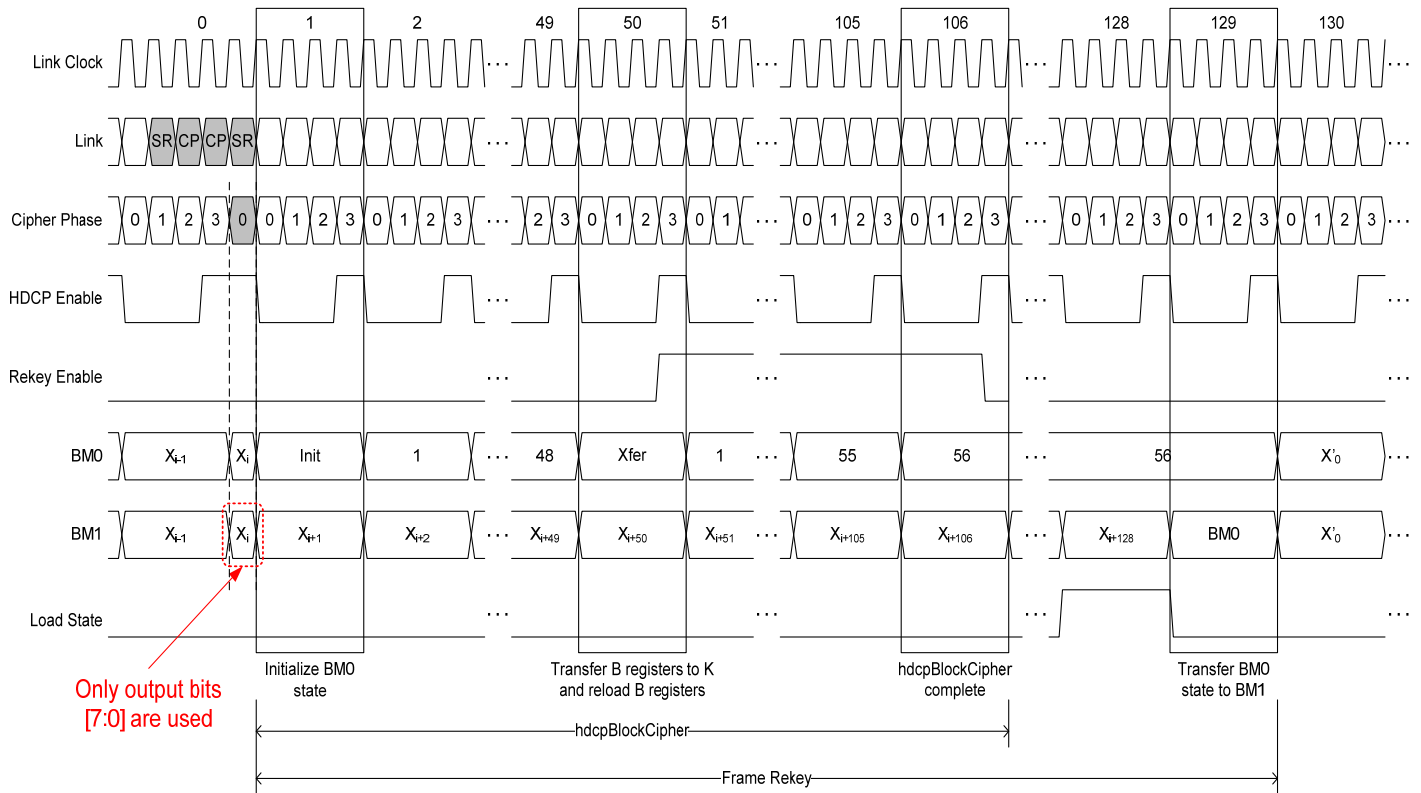 0 1 2 49 50 51 105 106 128 129 130
Link Clock ... ... ... ...
Link SR CP CP SR ... ... ... ...
Cipher Phase 0 1 2 3 0 0 1 2 3 0 1 2 3 ... 2 3 0 1 2 3 0 1 ... 0 1 2 3 0 1 2 3 ... 0 1 2 3 0 1 2 3 0 1 2 3 ...
HDCP Enable ... ... ... ...
Rekey Enable ... ... ... ...
BM0 Xi-1 Xi Init 1 ... 48 Xfer 1 ... 55 56 ... 56 X'0 ...
BM1 Xi-1 Xi Xi+1 Xi+2 ... Xi+49 Xi+50 Xi+51 ... Xi+105 Xi+106 ... Xi+128 BM0 X'0 ...
Load State ... ... ... ...
Only output bits
[7:0] are used
Initialize BM0
state
Transfer B registers to K
and reload B registers
hdcpBlockCipher
complete
Transfer BM0
state to BM1
hdcpBlockCipher
Frame Rekey